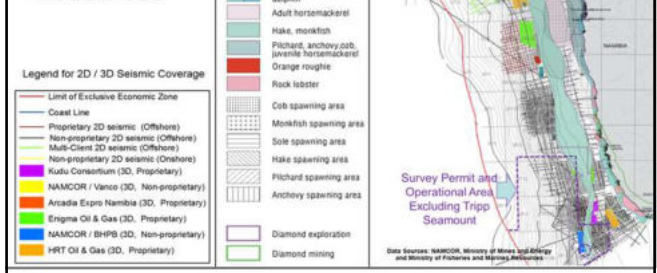 Adult horsemackerel
Hake, monkfish
Pilchard, anchovy,cob,
juvenile horsemackerel
Orange roughie
Rock lobster
Cob spawning area
Monkfish spawning area
Sole spawning area
Hake spawning area
Pilchard spawning area
Anchovy spawning area
Diamond exploration
Diamond mining
Legend for 2D / 3D Seismic Coverage
Limit of Exclusive Economic Zone
Coast Line
Proprietary 2D seismic (Offshore)
Non-proprietary 2D seismic (Offshore)
Multi-Client 2D seismic (Offshore)
Non-proprietary 2D seismic (Onshore)
Kudu Consortium (3D, Proprietary)
NAMCOR / Vanco (3D, Non-proprietary)
Arcadia Expro Namibia (3D, Proprietary)
Enigma Oil & Gas (3D, Proprietary)
NAMCOR / BHPB (3D, Non-proprietary)
HRT Oil & Gas (3D, Proprietary)
NAMIBIA
Survey Permit and
Operational Area
Excluding Tripp
Seamount
Data Sources: NAMCOR, Ministry of Mines and Energy
and Ministry of Fisheries and Marines Resources